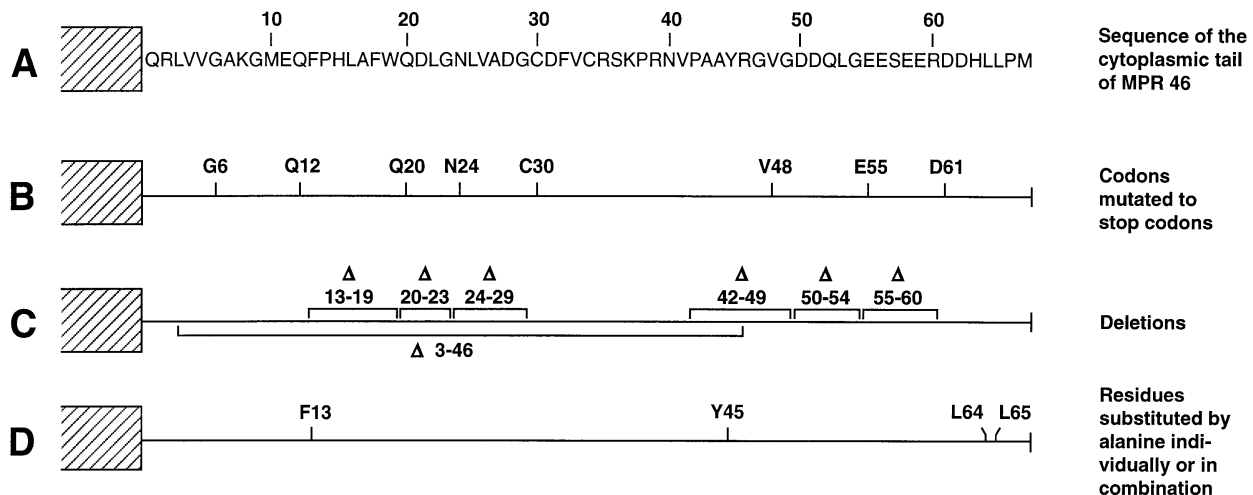 10 20 30 40 50 60
A QRLVVGAKGMEQFPHLAFWQDLGNLVADGCDFVCRSKPRNVPAAYRGVGDDQLGEESEERDDHLLPM
Sequence of the
cytoplasmic tail
of MPR 46
B G6 Q12 Q20 N24 C30 V48 E55 D61
Codons
mutated to
stop codons
C Δ Δ Δ Δ Δ Δ
13-19 20-23 24-29 42-49 50-54 55-60
Deletions
Δ 3-46
D F13 Y45 L64 L65
Residues
substituted by
alanine indi-
vidually or in
combination